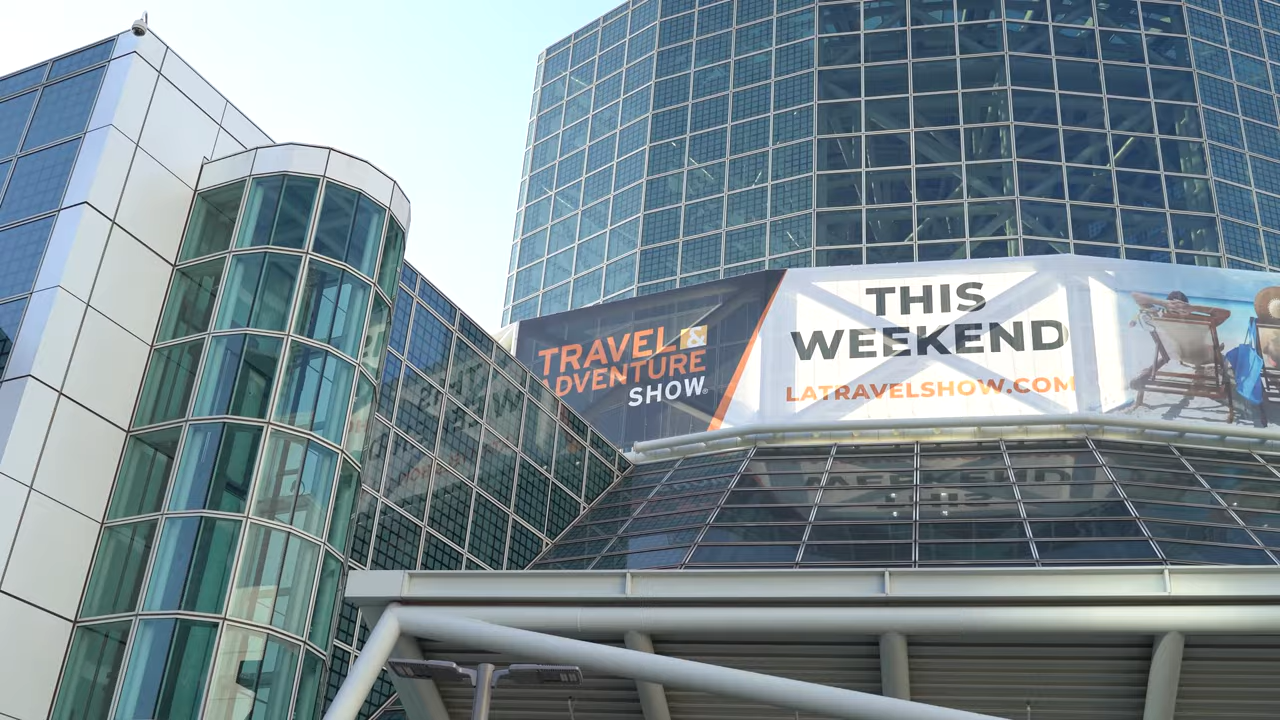 TRAVEL &
ADVENTURE
SHOW
THIS
WEEKEND
LATRAVELSHOW.COM